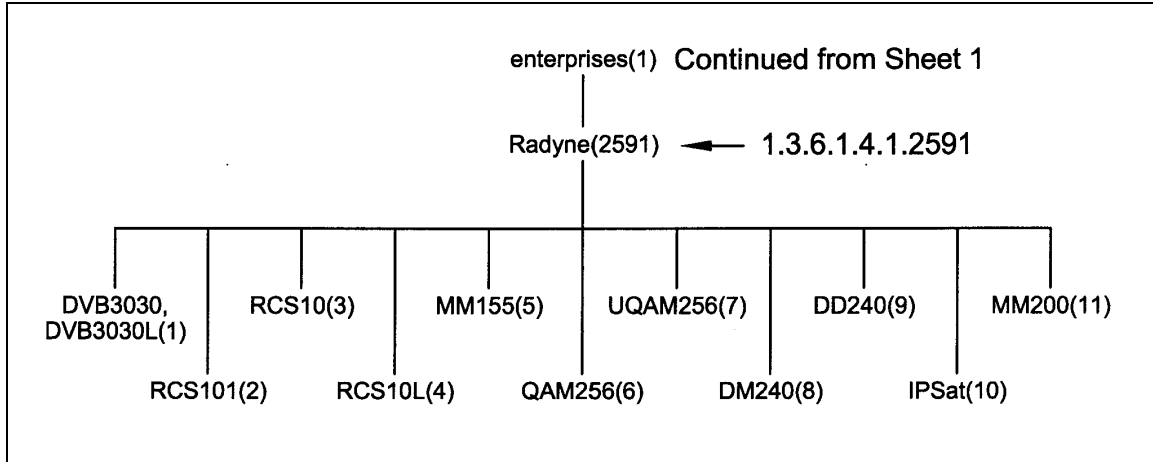 enterprises(1) Continued from Sheet 1
Radyne(2591) 1.3.6.1.4.1.2591
DVB3030,
DVB3030L(1)
RCS10(3)
MM155(5)
UQAM256(7)
DD240(9)
MM200(11)
RCS101(2)
RCS10L(4)
QAM256(6)
DM240(8)
IPSat(10)